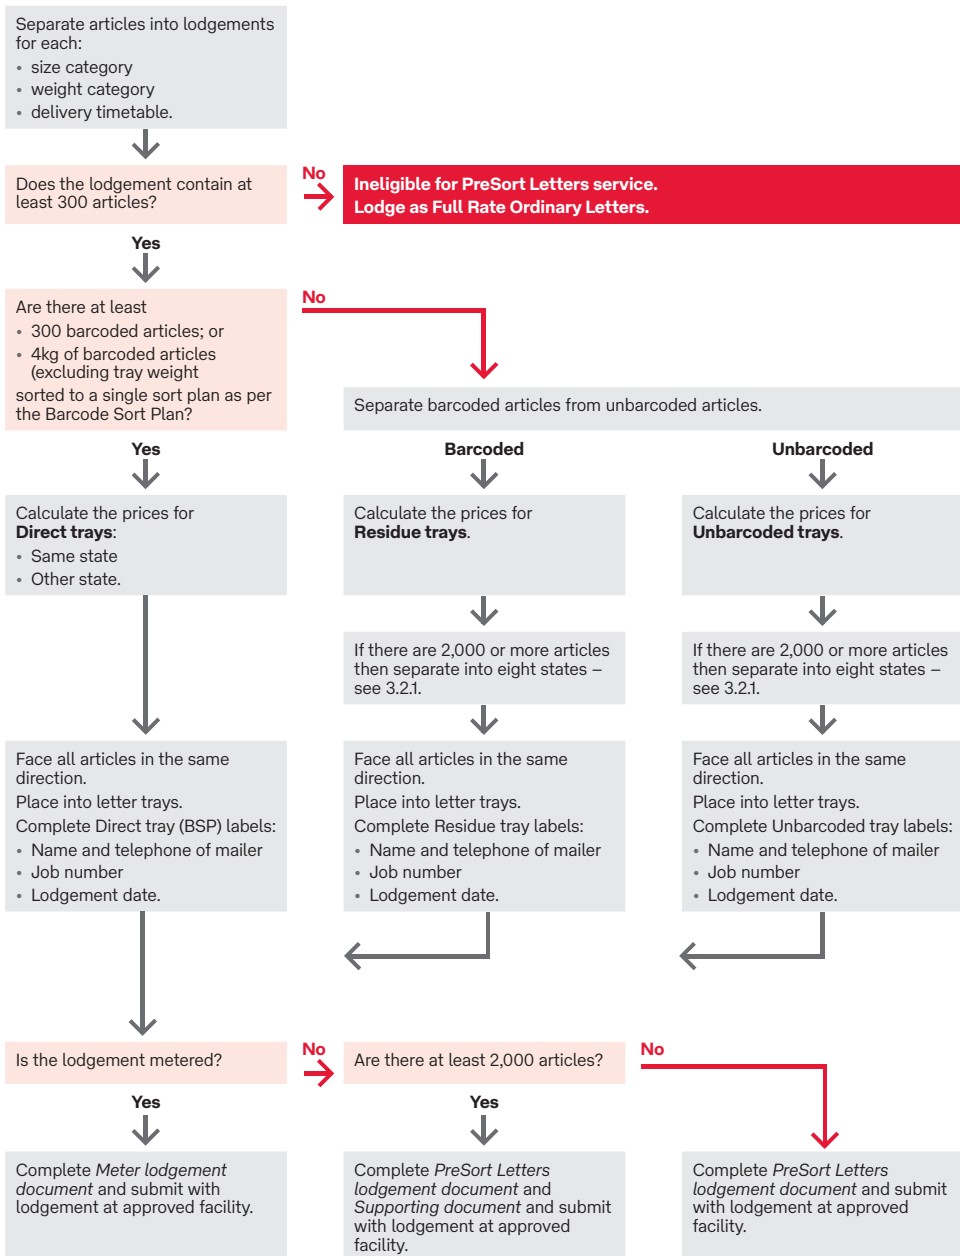 Separate articles into lodgements
for each:
• size category
• weight category
• delivery timetable.
Does the lodgement contain at
least 300 articles?
No
Ineligible for PreSort Letters service.
Lodge as Full Rate Ordinary Letters.
Yes
Are there at least
• 300 barcoded articles; or
• 4kg of barcoded articles
(excluding tray weight
sorted to a single sort plan as per
the Barcode Sort Plan?
No
Separate barcoded articles from unbarcoded articles.
Yes
Barcoded
Unbarcoded
Calculate the prices for
Direct trays:
• Same state
• Other state.
Calculate the prices for
Residue trays.
Calculate the prices for
Unbarcoded trays.
If there are 2,000 or more articles
then separate into eight states –
see 3.2.1.
If there are 2,000 or more articles
then separate into eight states –
see 3.2.1.
Face all articles in the same
direction.
Place into letter trays.
Complete Direct tray (BSP) labels:
• Name and telephone of mailer
• Job number
• Lodgement date.
Face all articles in the same
direction.
Place into letter trays.
Complete Residue tray labels:
• Name and telephone of mailer
• Job number
• Lodgement date.
Face all articles in the same
direction.
Place into letter trays.
Complete Unbarcoded tray labels:
• Name and telephone of mailer
• Job number
• Lodgement date.
Is the lodgement metered?
No
Are there at least 2,000 articles?
No
Yes
Yes
Complete Meter lodgement
document and submit with
lodgement at approved facility.
Complete PreSort Letters
lodgement document and
Supporting document and submit
with lodgement at approved
facility.
Complete PreSort Letters
lodgement document and submit
with lodgement at approved
facility.